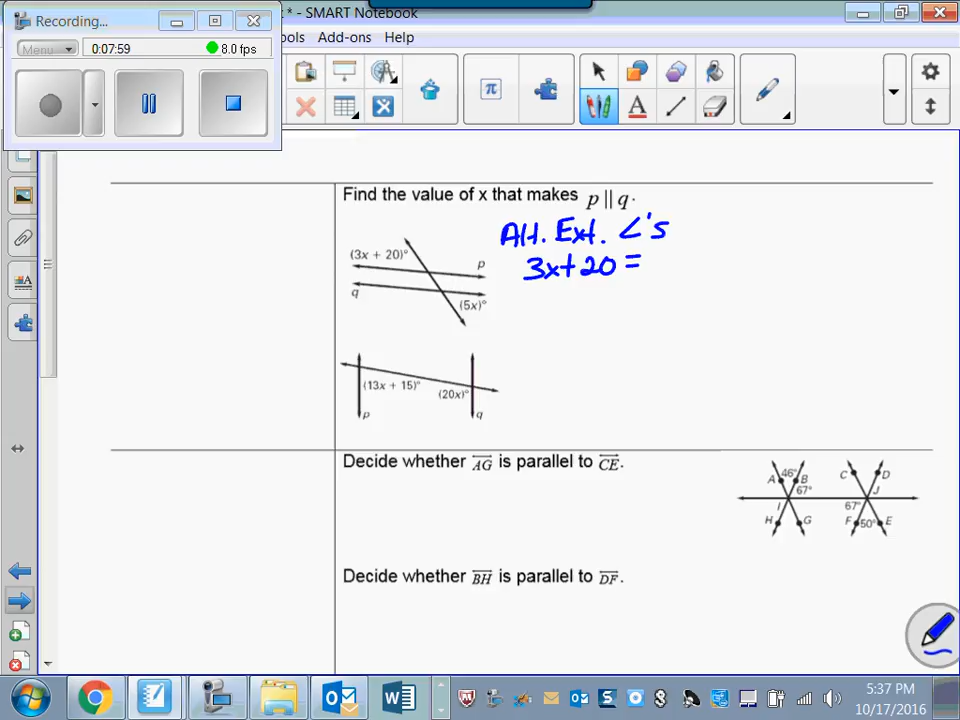 Recording...
1.* - SMART Notebook
Menu
0:07:59
8.0 fps
ols Add-ons Help
Find the value of x that makes p || q.
Alt. Ext. ∠'s
3x+20 =
(3x + 20)°
p
q
(5x)°
(13x + 15)°
(20x)°
p
q
Decide whether AG is parallel to CE.
A 46° B
67°
I
H G
C D
J
67°
F 50° E
Decide whether BH is parallel to DF.
5:37 PM
10/17/2016